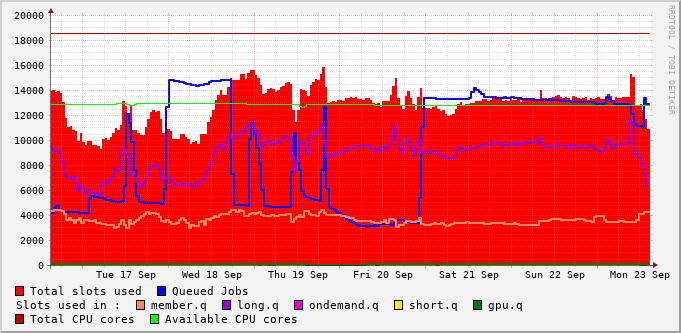 20000
18000
16000
14000
12000
10000
8000
6000
4000
2000
0
Tue 17 Sep Wed 18 Sep Thu 19 Sep Fri 20 Sep Sat 21 Sep Sun 22 Sep Mon 23 Sep
Total slots used Queued Jobs
Slots used in : member.q long.q ondemand.q short.q gpu.q
Total CPU cores Available CPU cores
RRDTOOL / TOBI OETIKER